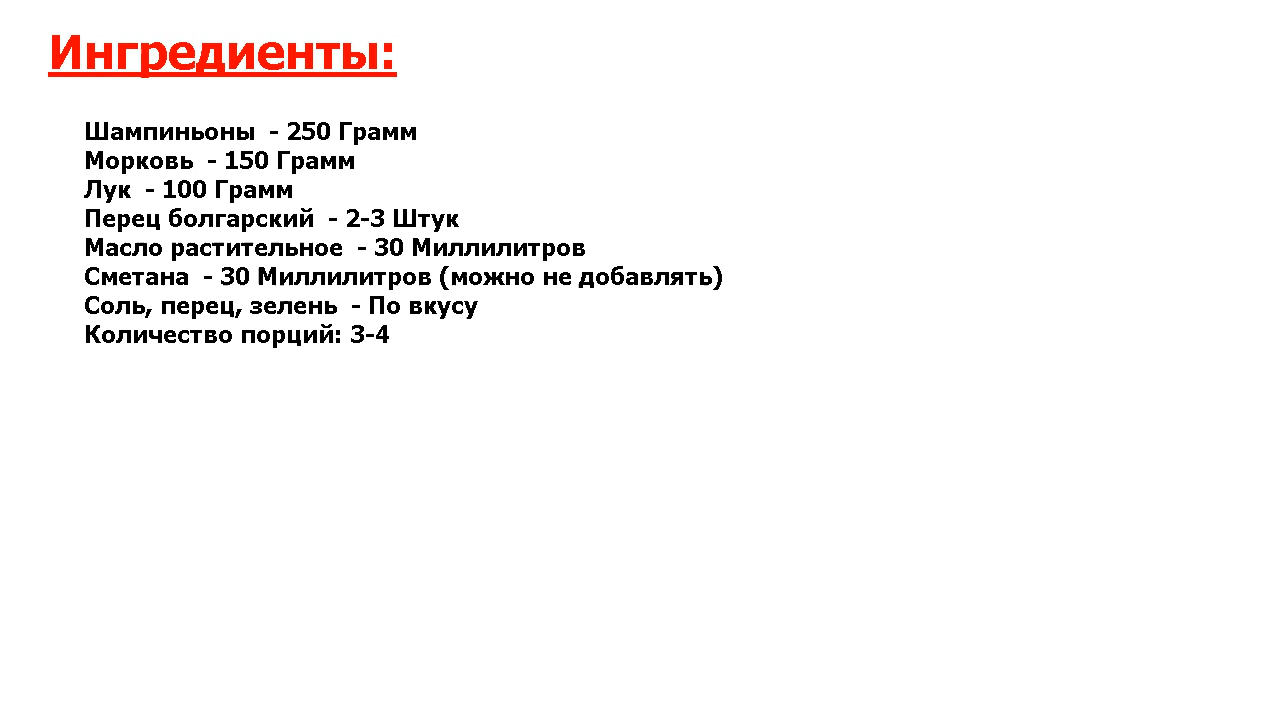 Ингредиенты:
Шампиньоны  - 250 Грамм
Морковь  - 150 Грамм
Лук  - 100 Грамм
Перец болгарский  - 2-3 Штук
Масло растительное  - 30 Миллилитров
Сметана  - 30 Миллилитров (можно не добавлять)
Соль, перец, зелень  - По вкусу
Количество порций: 3-4